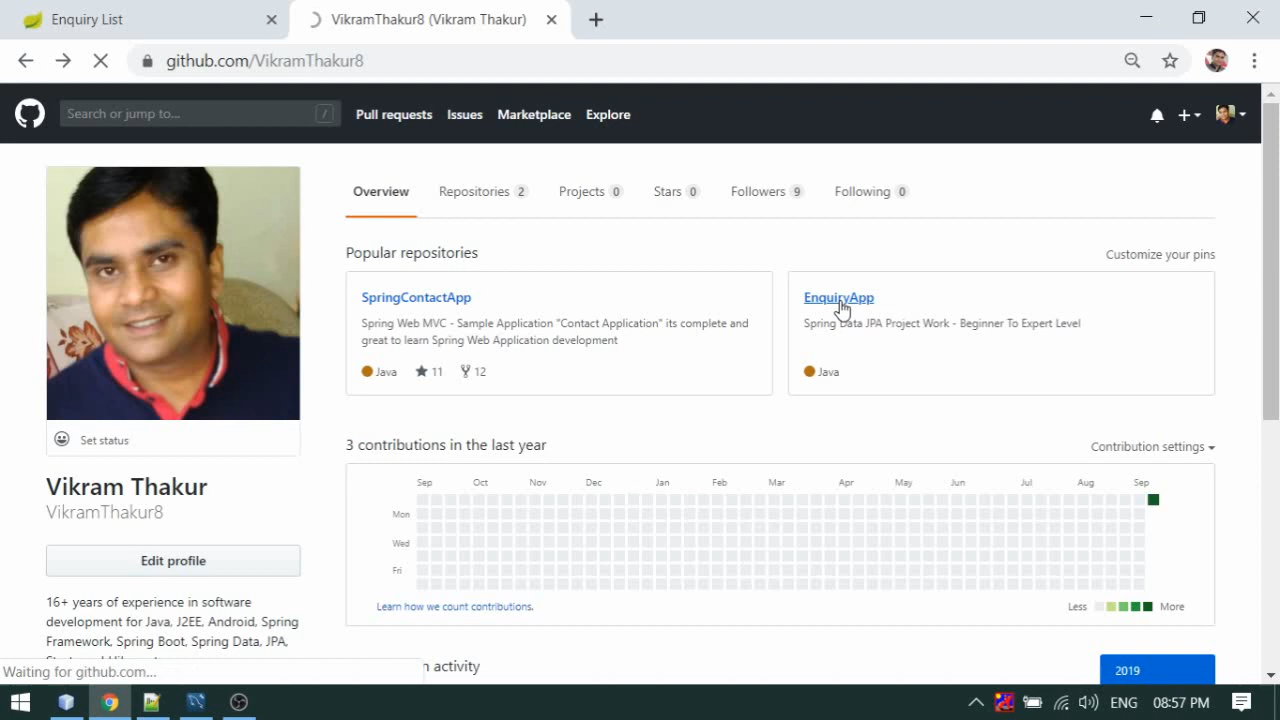 Enquiry List
VikramThakur8 (Vikram Thakur)
github.com/VikramThakur8
Search or jump to...
/
Pull requests Issues Marketplace Explore
Overview Repositories 2 Projects 0 Stars 0 Followers 9 Following 0
Popular repositories
Customize your pins
SpringContactApp
Spring Web MVC - Sample Application "Contact Application" its complete and
great to learn Spring Web Application development
Java 11 12
EnquiryApp
Spring Data JPA Project Work - Beginner To Expert Level
Java
Set status
Vikram Thakur
VikramThakur8
Edit profile
16+ years of experience in software
development for Java, J2EE, Android, Spring
Framework, Spring Boot, Spring Data, JPA,
3 contributions in the last year
Contribution settings
Sep Oct Nov Dec Jan Feb Mar Apr May Jun Jul Aug Sep
Mon
Wed
Fri
Learn how we count contributions.
Less More
activity
2019
Waiting for github.com...
ENG 08:57 PM